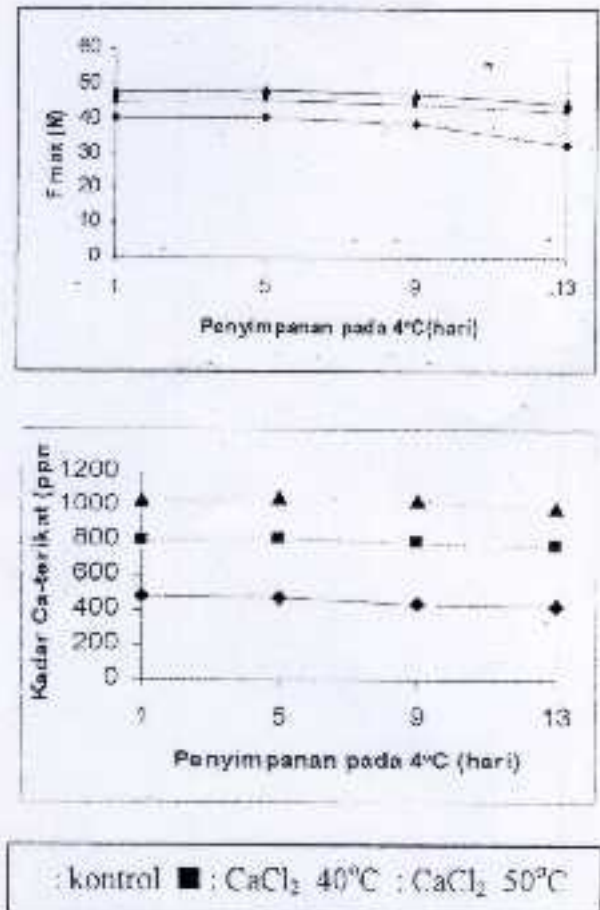 60
50
40
30
20
10
0
Fmax (N)
1 5 9 13
Penyimpanan pada 4°C(hari)
1200
1000
800
600
400
200
0
Kadar Ca-terikat (ppm
1 5 9 13
Penyimpanan pada 4°C (hari)
: kontrol ■ : CaCl₂ 40°C : CaCl₂ 50°C